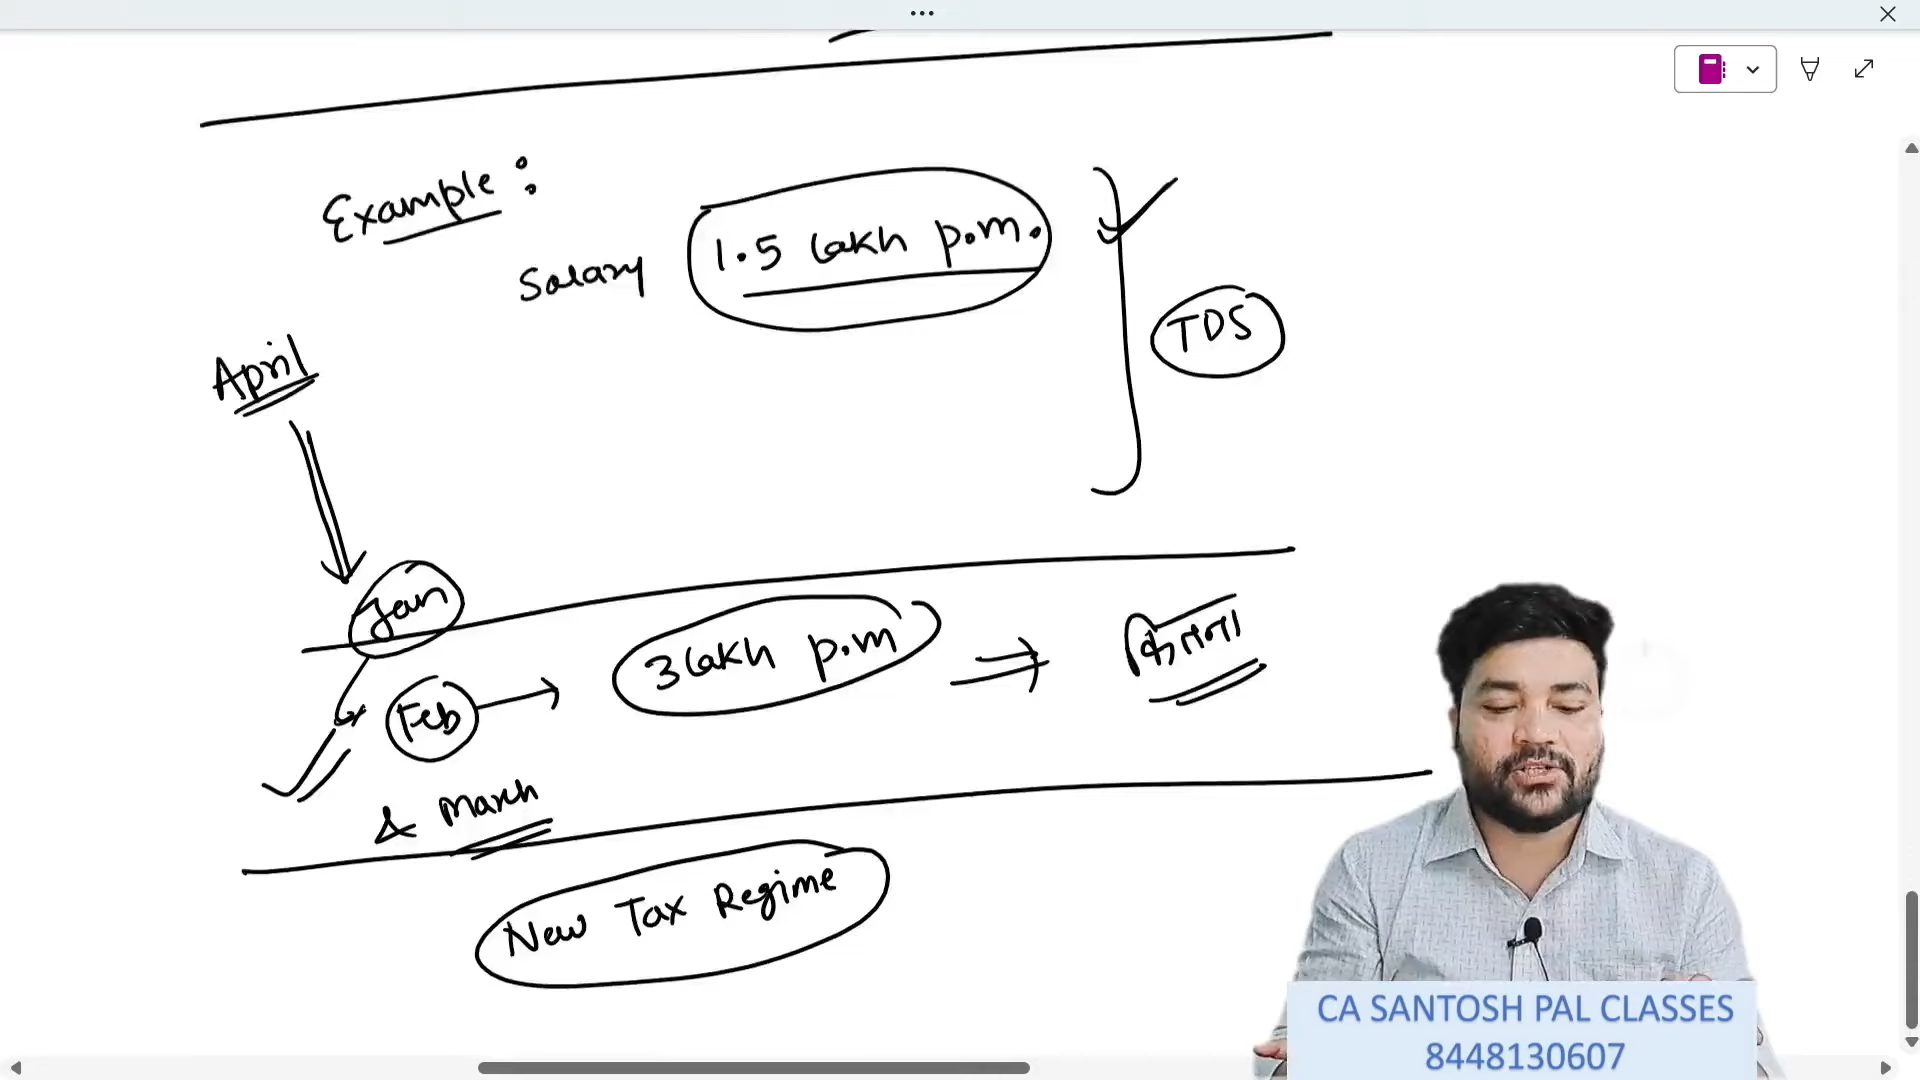 Example :
Salary 1.5 Lakh p.m.
TDS
April
Jan
Feb → 3 Lakh p.m ⇒ कितना
& March
New Tax Regime
CA SANTOSH PAL CLASSES
8448130607